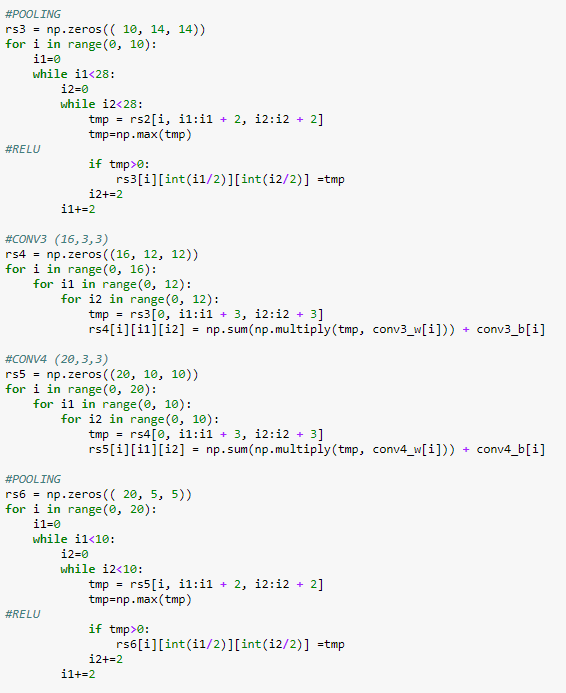 #POOLING
rs3 = np.zeros(( 10, 14, 14))
for i in range(0, 10):
    i1=0
    while i1<28:
        i2=0
        while i2<28:
            tmp = rs2[i, i1:i1 + 2, i2:i2 + 2]
            tmp=np.max(tmp)
#RELU
            if tmp>0:
                rs3[i][int(i1/2)][int(i2/2)] =tmp
            i2+=2
        i1+=2
#CONV3 (16,3,3)
rs4 = np.zeros((16, 12, 12))
for i in range(0, 16):
    for i1 in range(0, 12):
        for i2 in range(0, 12):
            tmp = rs3[0, i1:i1 + 3, i2:i2 + 3]
            rs4[i][i1][i2] = np.sum(np.multiply(tmp, conv3_w[i])) + conv3_b[i]
#CONV4 (20,3,3)
rs5 = np.zeros((20, 10, 10))
for i in range(0, 20):
    for i1 in range(0, 10):
        for i2 in range(0, 10):
            tmp = rs4[0, i1:i1 + 3, i2:i2 + 3]
            rs5[i][i1][i2] = np.sum(np.multiply(tmp, conv4_w[i])) + conv4_b[i]
#POOLING
rs6 = np.zeros(( 20, 5, 5))
for i in range(0, 20):
    i1=0
    while i1<10:
        i2=0
        while i2<10:
            tmp = rs5[i, i1:i1 + 2, i2:i2 + 2]
            tmp=np.max(tmp)
#RELU
            if tmp>0:
                rs6[i][int(i1/2)][int(i2/2)] =tmp
            i2+=2
        i1+=2